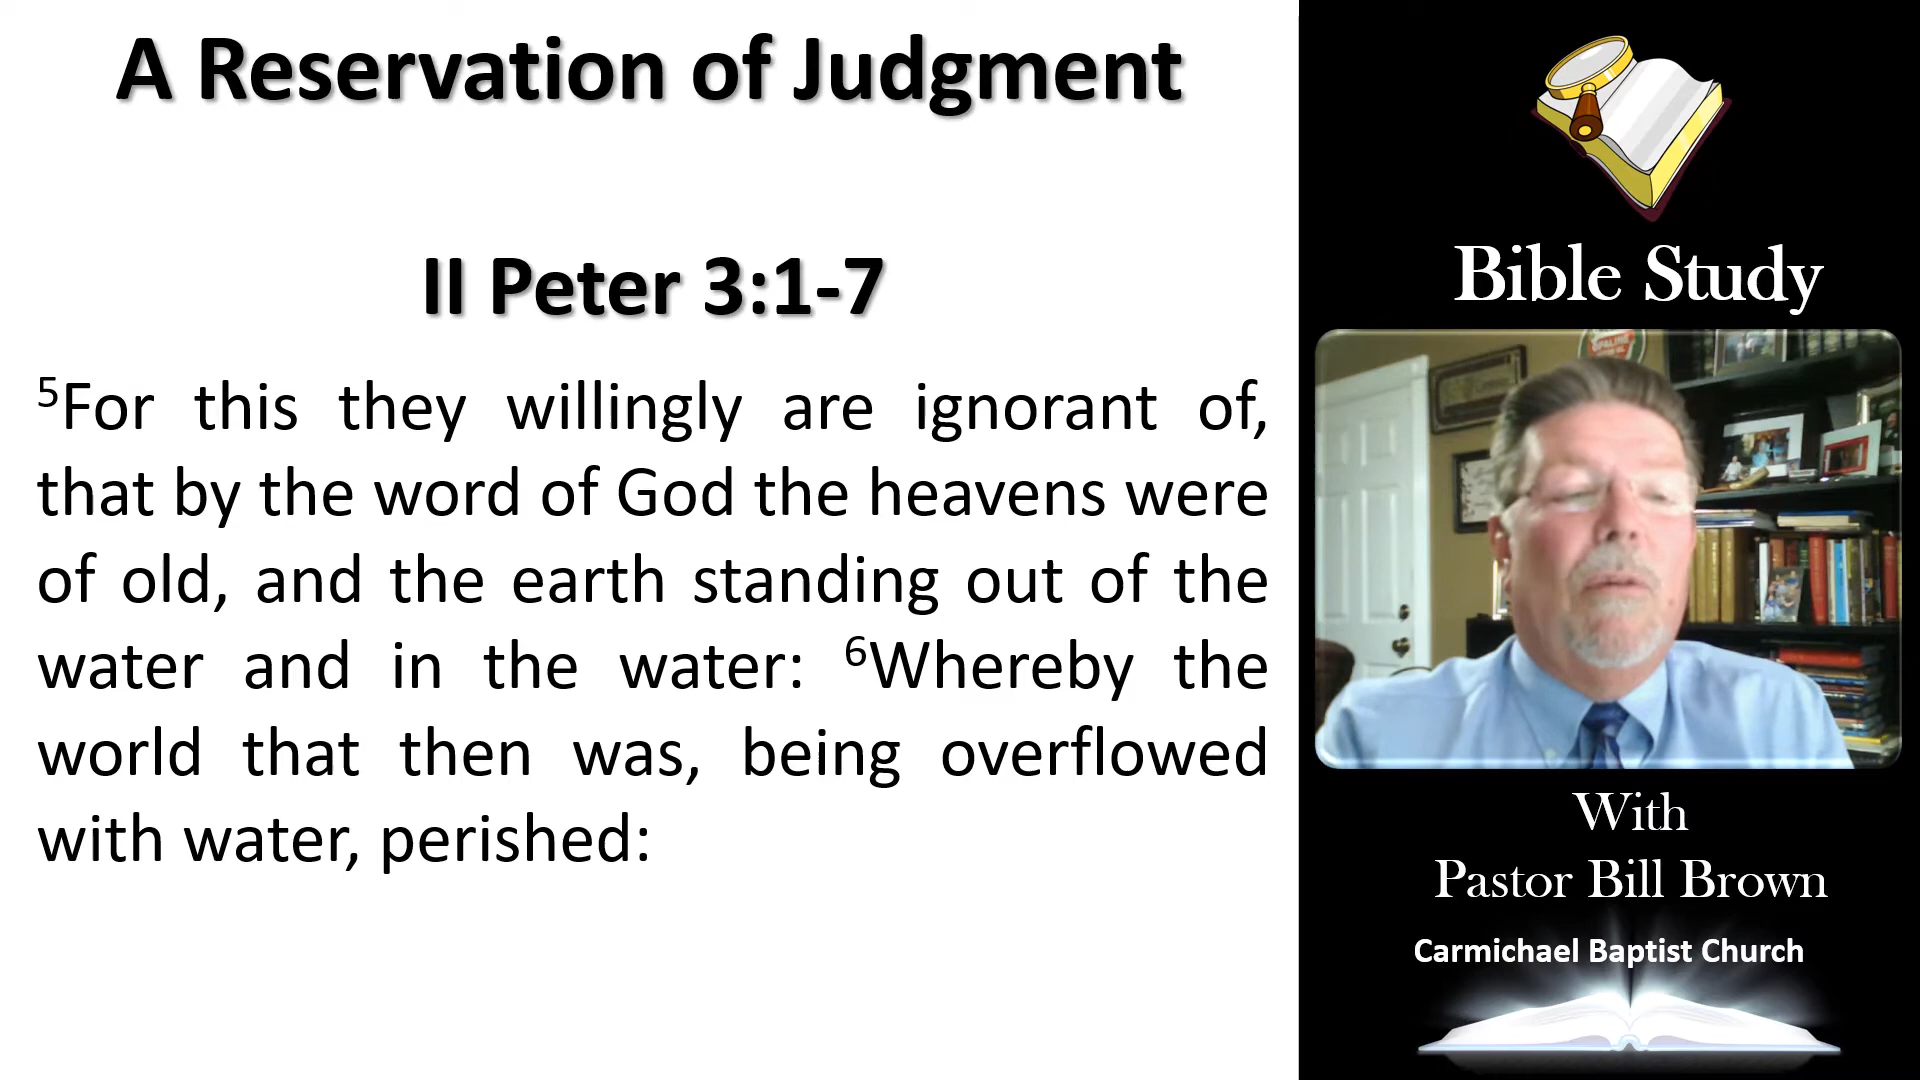 A Reservation of Judgment
II Peter 3:1-7
⁵For this they willingly are ignorant of,
that by the word of God the heavens were
of old, and the earth standing out of the
water and in the water: ⁶Whereby the
world that then was, being overflowed
with water, perished:
Bible Study
OPALINE
With
Pastor Bill Brown
Carmichael Baptist Church